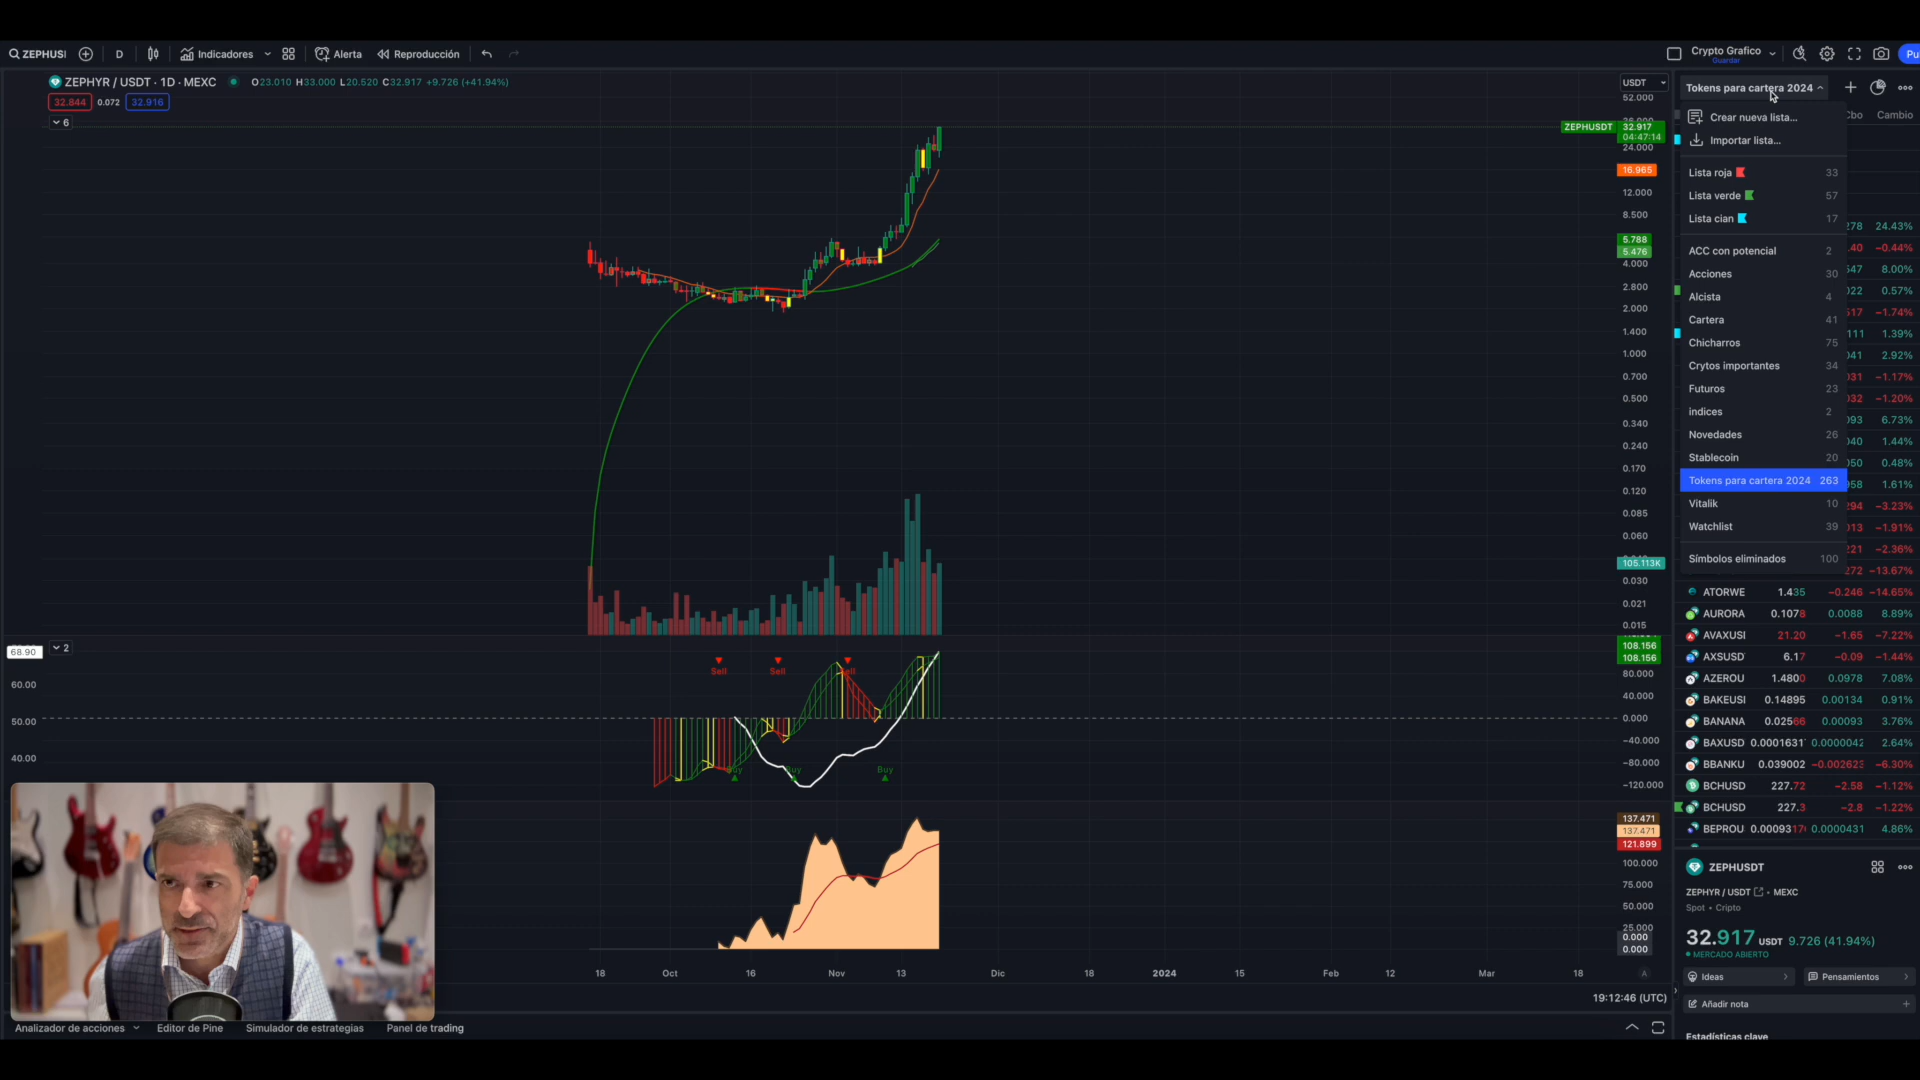 ZEPHUSI
D
Indicadores
Alerta
Reproducción
Crypto Grafico
Guardar
ZEPHYR / USDT · 1D · MEXC
O23.010 H33.000 L20.520 C32.917 +9.726 (+41.94%)
32.844 0.072 32.916
6
USDT
52.000
ZEPHUSDT 32.917
04:47:14
24.000
16.965
12.000
8.500
5.788
5.476
4.000
2.800
2.000
1.400
1.000
0.700
0.500
0.340
0.240
0.170
0.120
0.085
0.060
105.113K
0.030
0.021
0.015
2
68.90
60.00
50.00
40.00
Sell
Sell
Sell
Buy
Buy
Buy
108.156
108.156
80.000
40.000
0.000
−40.000
−80.000
−120.000
137.471
137.471
121.899
100.000
75.000
50.000
25.000
0.000
0.000
18 Oct 16 Nov 13 Dic 18 2024 15 Feb 12 Mar 18
A
19:12:46 (UTC)
Analizador de acciones
Editor de Pine
Simulador de estrategias
Panel de trading
Tokens para cartera 2024
Cbo Cambio
Crear nueva lista...
Importar lista...
Lista roja 33
Lista verde 57
Lista cian 17
ACC con potencial 2
Acciones 30
Alcista 4
Cartera 41
Chicharros 75
Crytos importantes 34
Futuros 23
indices 2
Novedades 26
Stablecoin 20
Tokens para cartera 2024 263
Vitalik 10
Watchlist 39
Símbolos eliminados 100
278 24.43%
.40 −0.44%
547 8.00%
022 0.57%
517 −1.74%
111 1.39%
041 2.92%
031 −1.17%
032 −1.20%
093 6.73%
040 1.44%
050 0.48%
958 1.61%
294 −3.23%
013 −1.91%
221 −2.36%
272 −13.67%
ATORWE 1.435 −0.246 −14.65%
AURORA 0.1078 0.0088 8.89%
AVAXUSI 21.20 −1.65 −7.22%
AXSUSD 6.17 −0.09 −1.44%
AZEROU 1.4800 0.0978 7.08%
BAKEUSI 0.14895 0.00134 0.91%
BANANA 0.02566 0.00093 3.76%
BAXUSD 0.0001631 0.0000042 2.64%
BBANKU 0.039002 −0.002623 −6.30%
BCHUSD 227.72 −2.58 −1.12%
BCHUSD 227.3 −2.8 −1.22%
BEPROU 0.0009317 0.0000431 4.86%
ZEPHUSDT
ZEPHYR / USDT • MEXC
Spot • Cripto
32.917 USDT 9.726 (41.94%)
MERCADO ABIERTO
Ideas
Pensamientos
Añadir nota
Estadísticas clave